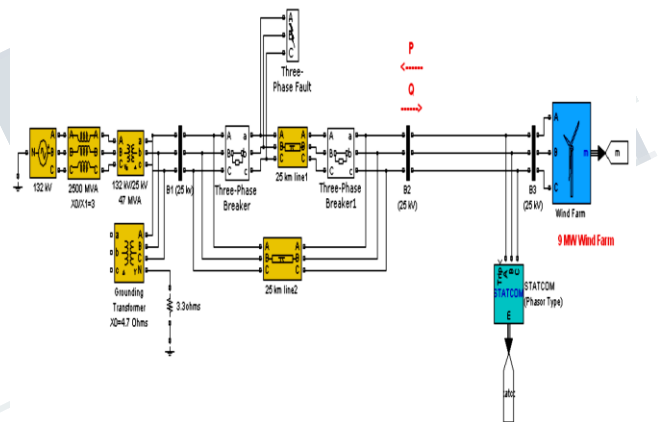 A
B
C
Three-
Phase Fault
P
<------
Q
------>
N
A
B
C
132 kV
A
B
C
A
B
C
2500 MVA
X0/X1=3
A
B
C
a
b
c
132 kV/25 kV
47 MVA
B1 (25 kV)
A
B
C
a
b
c
Three-Phase
Breaker
A
B
C
A
B
C
25 km line1
A
B
C
a
b
c
Three-Phase
Breaker1
B2
(25 kV)
B3
(25 kV)
A
B
C
m
Wind Farm
m
9 MW Wind Farm
a
b
c
A
B
C
N
Grounding
Transformer
X0=4.7 Ohms
3.3ohms
A
B
C
A
B
C
25 km line2
Trip
A
B
C
STATCOM
E
STATCOM
(Phasor Type)